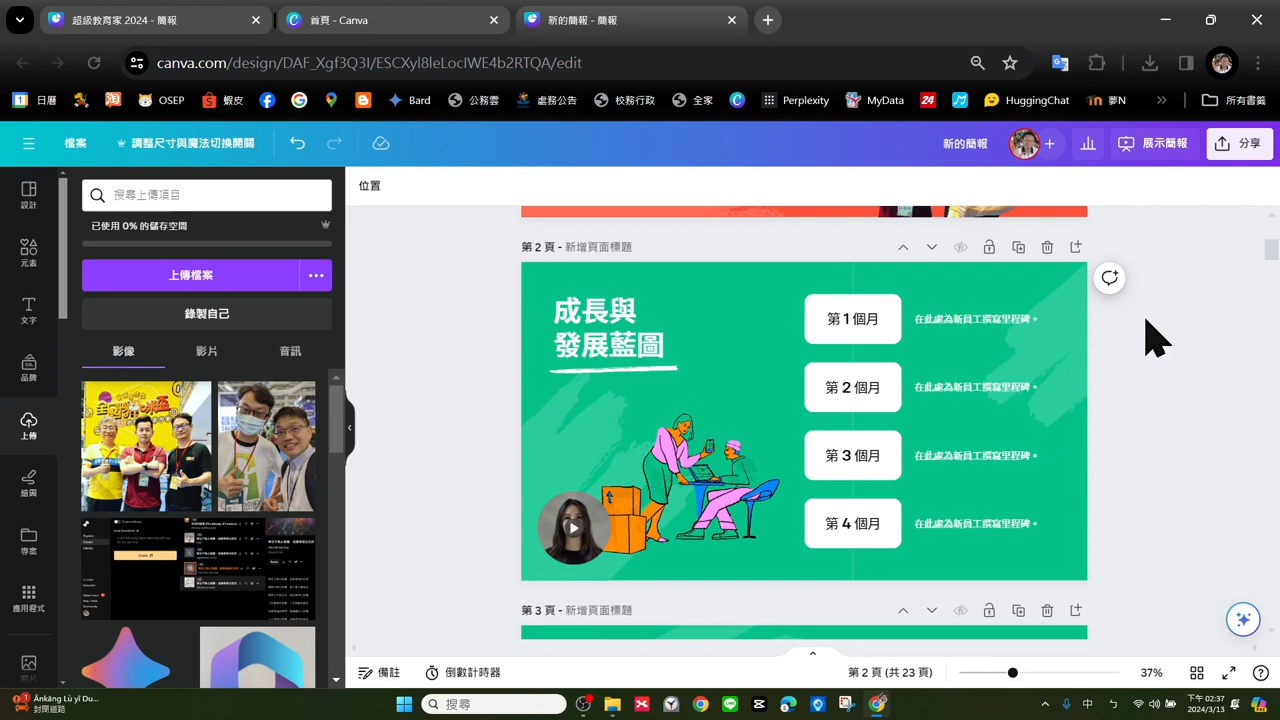 超級教育家 2024 - 簡報
首頁 - Canva
新的簡報 - 簡報
canva.com/design/DAF_Xgf3Q3I/ESCXyl8leLocIWE4b2RTQA/edit
日曆
淘
OSEP
蝦皮
Bard
公務雲
處務公告
校務行政
全家
Perplexity
MyData
24
HuggingChat
夢N
所有書籤
檔案
調整尺寸與魔法切換開關
新的簡報
展示簡報
分享
設計
元素
文字
品牌
上傳
繪圖
專案
應用程式
照片
搜尋上傳項目
已使用 0% 的儲存空間
上傳檔案
錄製自己
影像
影片
音訊
位置
第 2 頁 - 新增頁面標題
成長與
發展藍圖
第 1 個月
在此處為新員工撰寫里程碑。
第 2 個月
在此處為新員工撰寫里程碑。
第 3 個月
在此處為新員工撰寫里程碑。
第 4 個月
在此處為新員工撰寫里程碑。
第 3 頁 - 新增頁面標題
備註
倒數計時器
第 2 頁 (共 23 頁)
37%
Ānkāng Lù yī Du...
封閉道路
搜尋
中
下午 02:37
2024/3/13